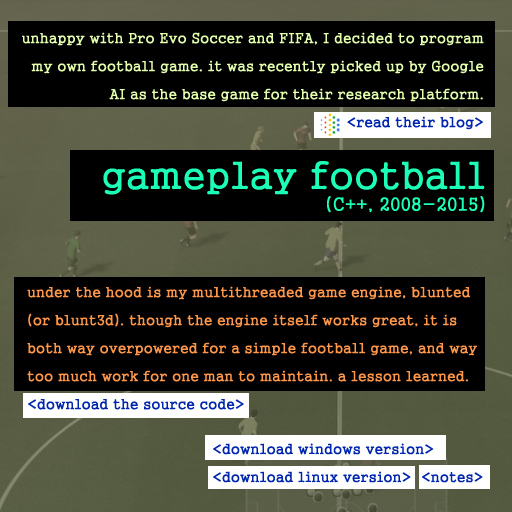 unhappy with Pro Evo Soccer and FIFA, I decided to program
my own football game. it was recently picked up by Google
AI as the base game for their research platform.
<read their blog>
gameplay football
(C++, 2008-2015)
under the hood is my multithreaded game engine, blunted
(or blunt3d). though the engine itself works great, it is
both way overpowered for a simple football game, and way
too much work for one man to maintain. a lesson learned.
<download the source code>
<download windows version>
<download linux version> <notes>